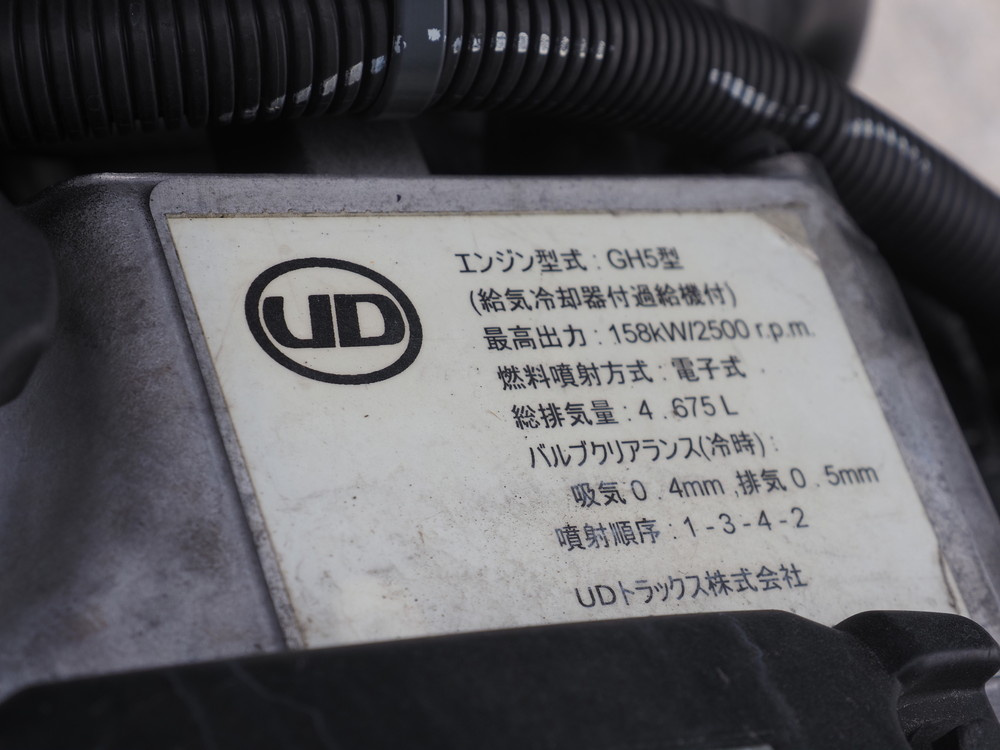 UD
エンジン型式 : GH5型
(給気冷却器付過給機付)
最高出力 : 158kW/2500 r.p.m.
燃料噴射方式 : 電子式
総排気量 : 4 . 675 L
バルブクリアランス(冷時) :
吸気 0 . 4mm ,排気 0 . 5mm
噴射順序 : 1 - 3 - 4 - 2
UDトラックス株式会社